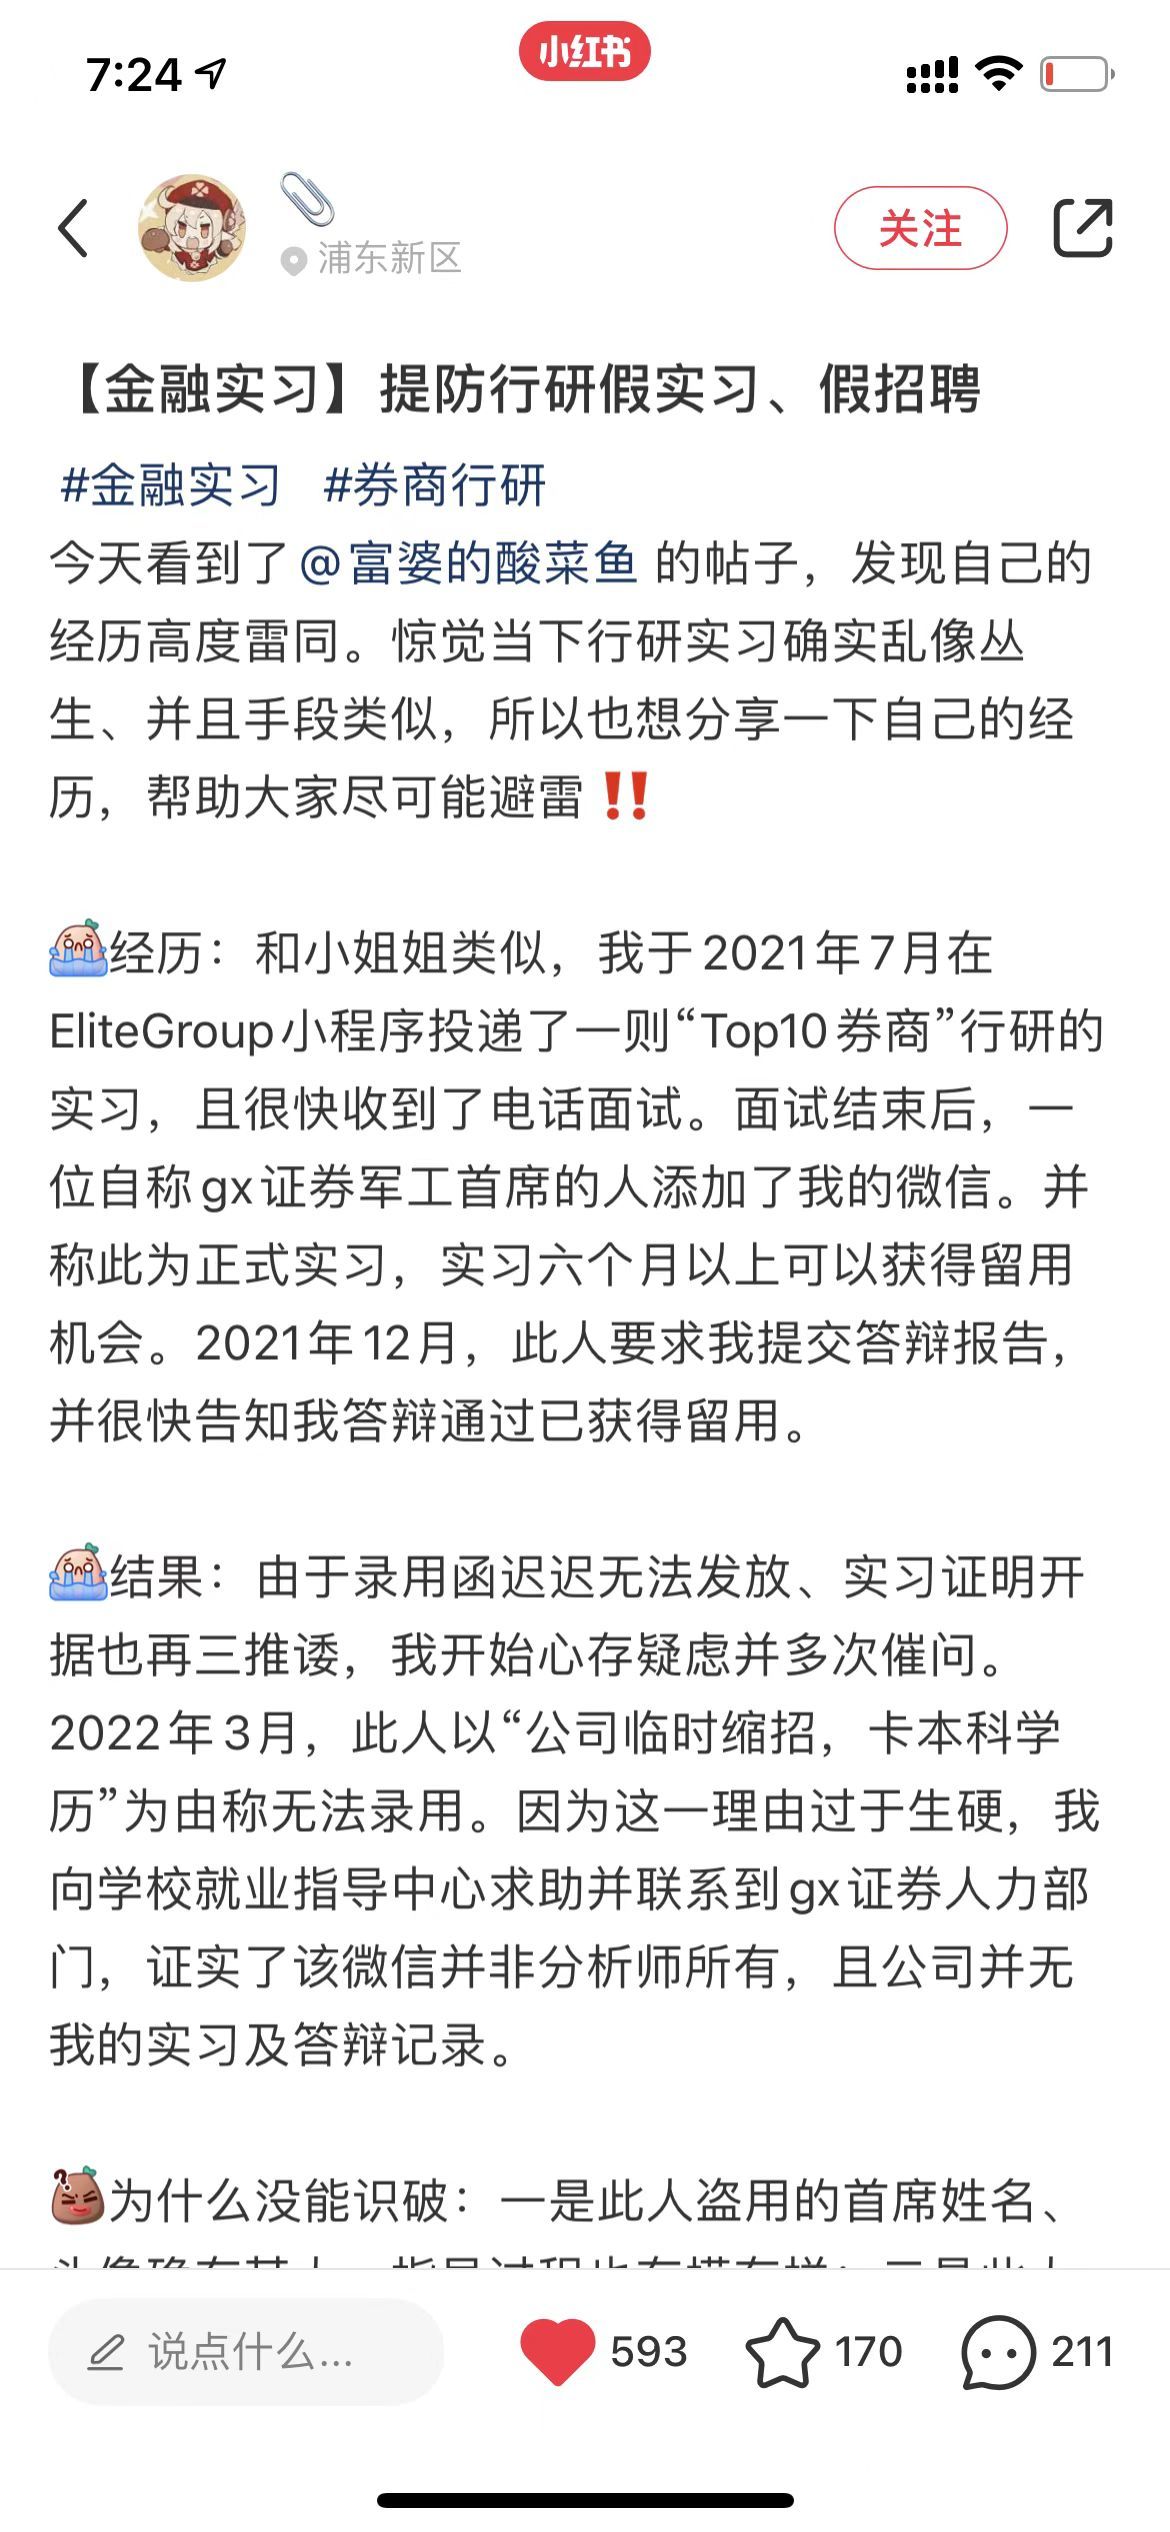 7:24
小红书
浦东新区
关注
【金融实习】提防行研假实习、假招聘
#金融实习 #券商行研
今天看到了@富婆的酸菜鱼 的帖子，发现自己的
经历高度雷同。惊觉当下行研实习确实乱像丛
生、并且手段类似，所以也想分享一下自己的经
历，帮助大家尽可能避雷‼️
经历：和小姐姐类似，我于2021年7月在
EliteGroup小程序投递了一则“Top10券商”行研的
实习，且很快收到了电话面试。面试结束后，一
位自称gx证券军工首席的人添加了我的微信。并
称此为正式实习，实习六个月以上可以获得留用
机会。2021年12月，此人要求我提交答辩报告，
并很快告知我答辩通过已获得留用。
结果：由于录用函迟迟无法发放、实习证明开
据也再三推诿，我开始心存疑虑并多次催问。
2022年3月，此人以“公司临时缩招，卡本科学
历”为由称无法录用。因为这一理由过于生硬，我
向学校就业指导中心求助并联系到gx证券人力部
门，证实了该微信并非分析师所有，且公司并无
我的实习及答辩记录。
为什么没能识破：一是此人盗用的首席姓名、
说点什么...
593
170
211